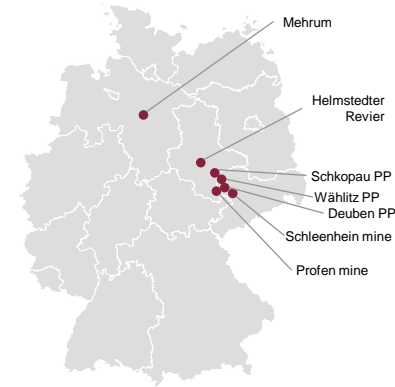 Mehrum
Helmstedter
Revier
Schkopau PP
Wählitz PP
Deuben PP
Schleenhein mine
Profen mine